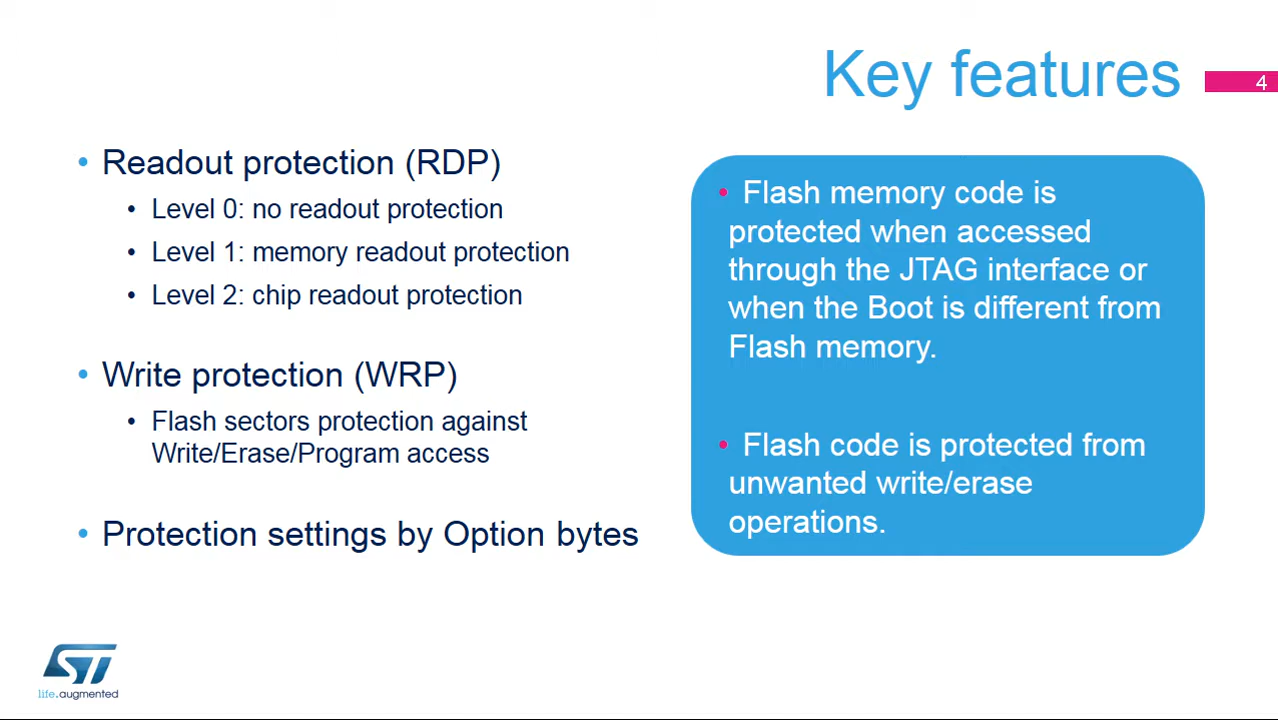 Key features
4
• Readout protection (RDP)
• Level 0: no readout protection
• Level 1: memory readout protection
• Level 2: chip readout protection
• Write protection (WRP)
• Flash sectors protection against
Write/Erase/Program access
• Protection settings by Option bytes
• Flash memory code is
protected when accessed
through the JTAG interface or
when the Boot is different from
Flash memory.
• Flash code is protected from
unwanted write/erase
operations.
ST
life.augmented